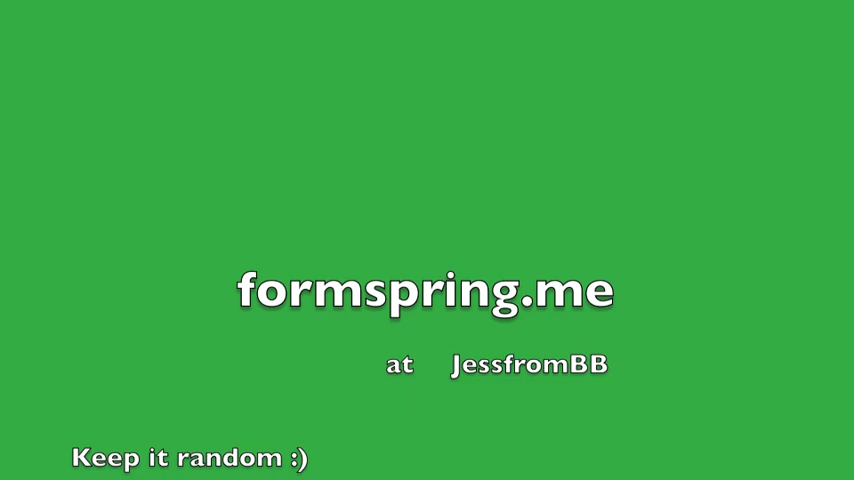 formspring.me
at JessfromBB
Keep it random :)